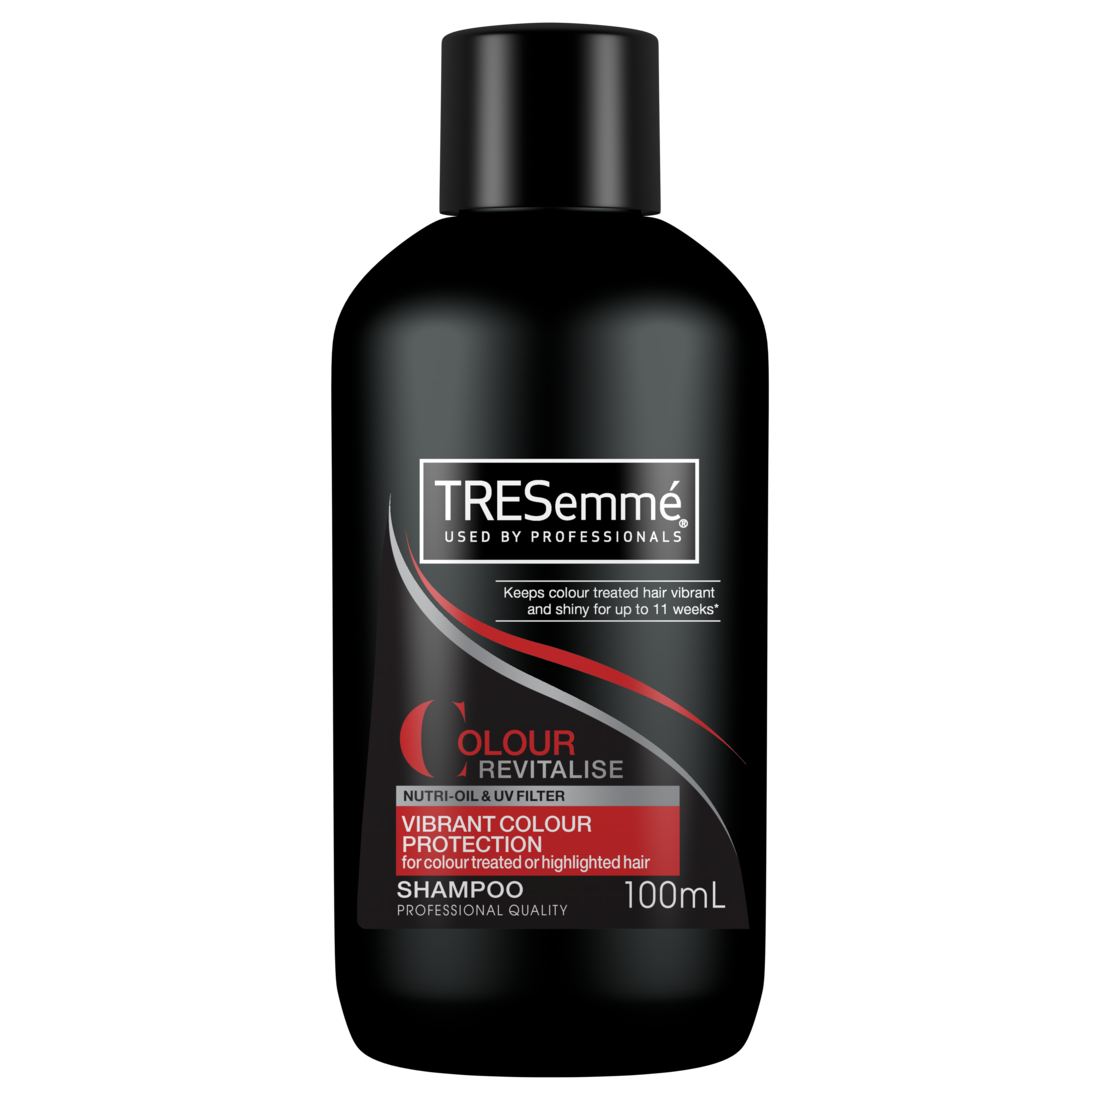 TRESemmé®
USED BY PROFESSIONALS
Keeps colour treated hair vibrant
and shiny for up to 11 weeks*
COLOUR
REVITALISE
NUTRI-OIL & UV FILTER
VIBRANT COLOUR
PROTECTION
for colour treated or highlighted hair
SHAMPOO
PROFESSIONAL QUALITY
100mL